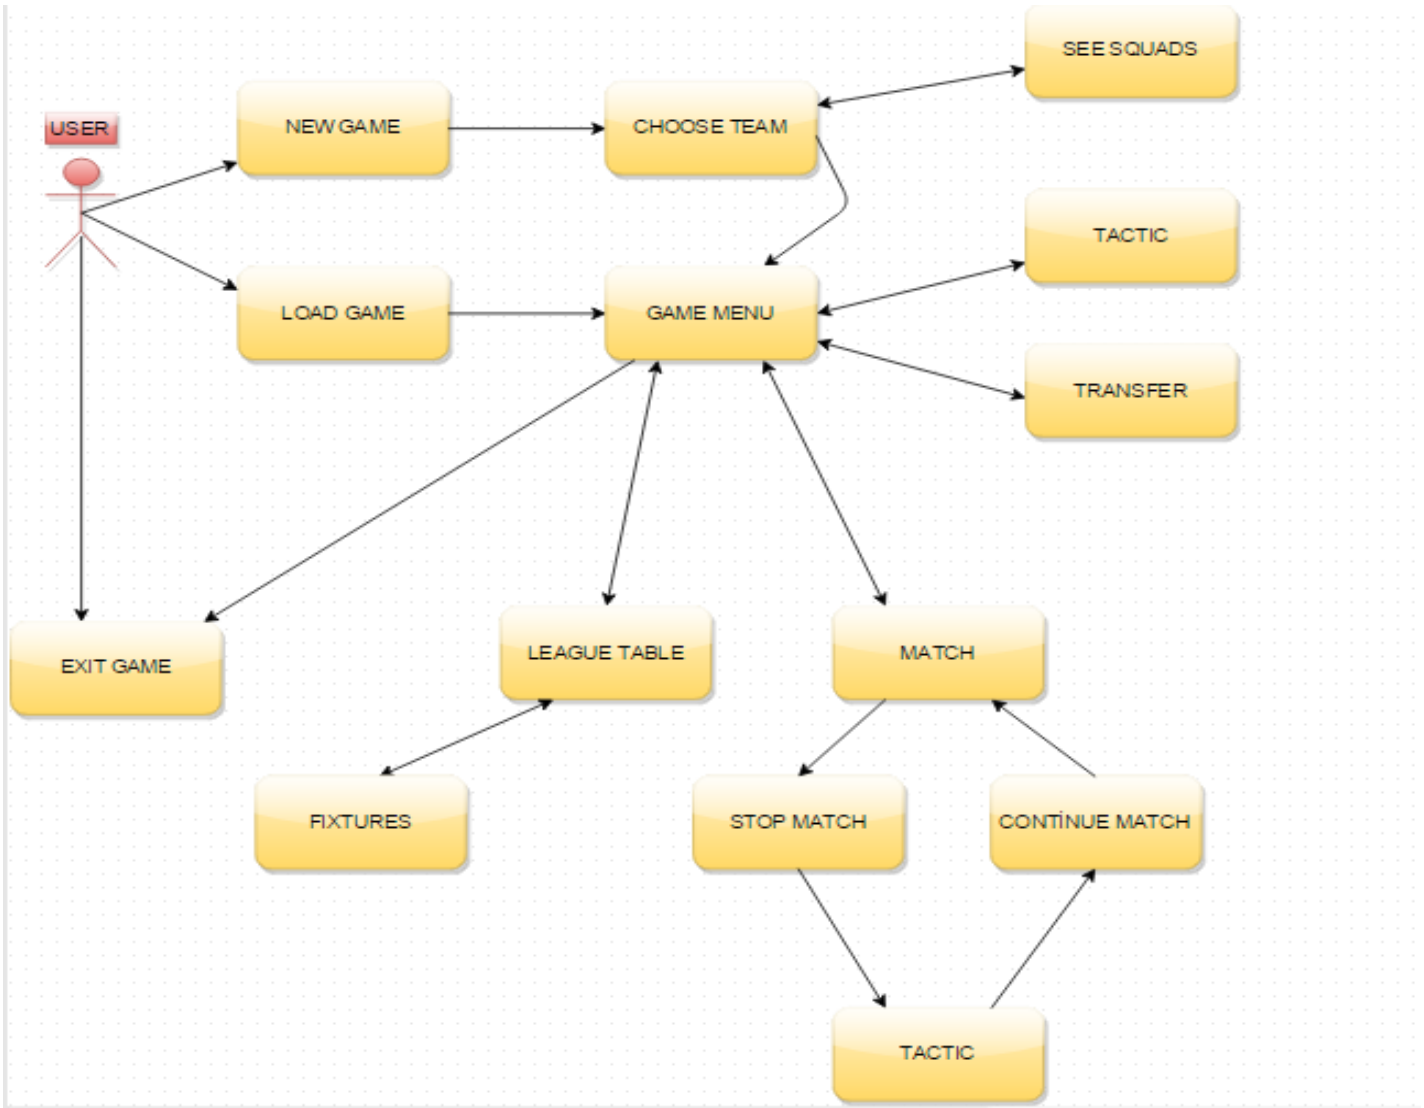 SEE SQUADS
USER
NEW GAME
CHOOSE TEAM
TACTIC
LOAD GAME
GAME MENU
TRANSFER
EXIT GAME
LEAGUE TABLE
MATCH
FIXTURES
STOP MATCH
CONTİNUE MATCH
TACTIC